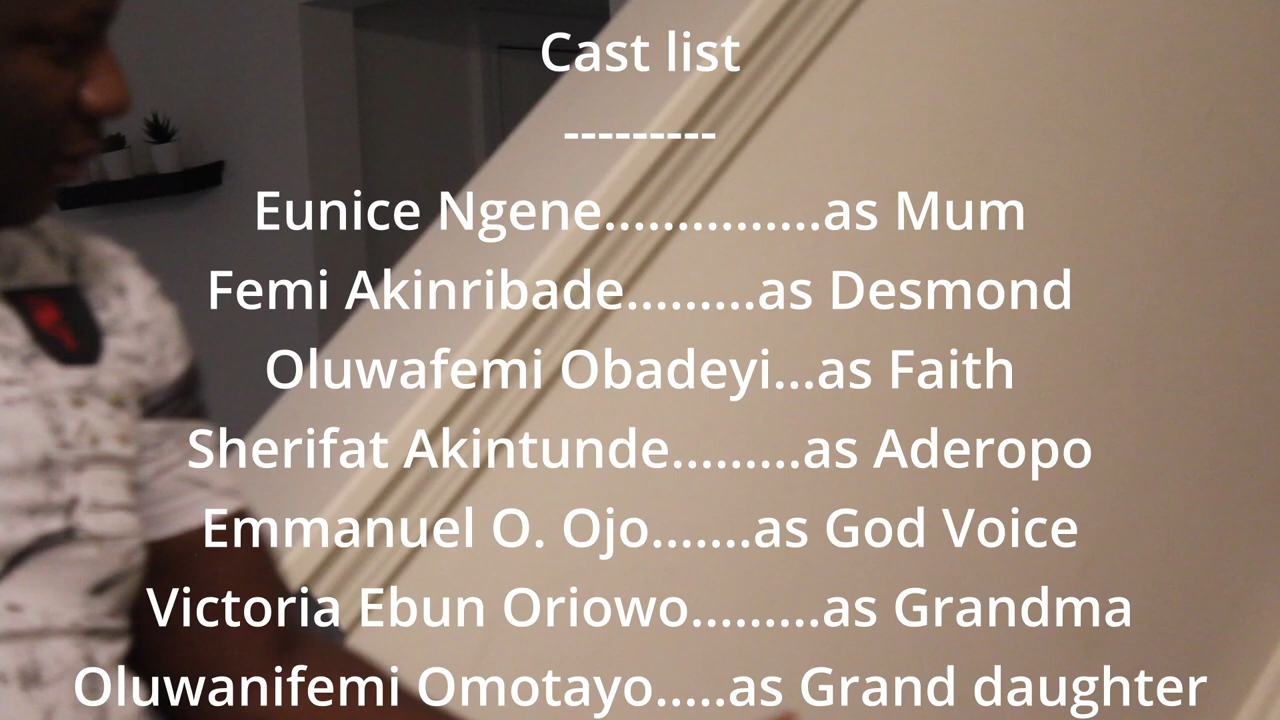 Cast list
---------
Eunice Ngene...............as Mum
Femi Akinribade.........as Desmond
Oluwafemi Obadeyi...as Faith
Sherifat Akintunde.........as Aderopo
Emmanuel O. Ojo.......as God Voice
Victoria Ebun Oriowo.........as Grandma
Oluwanifemi Omotayo.....as Grand daughter